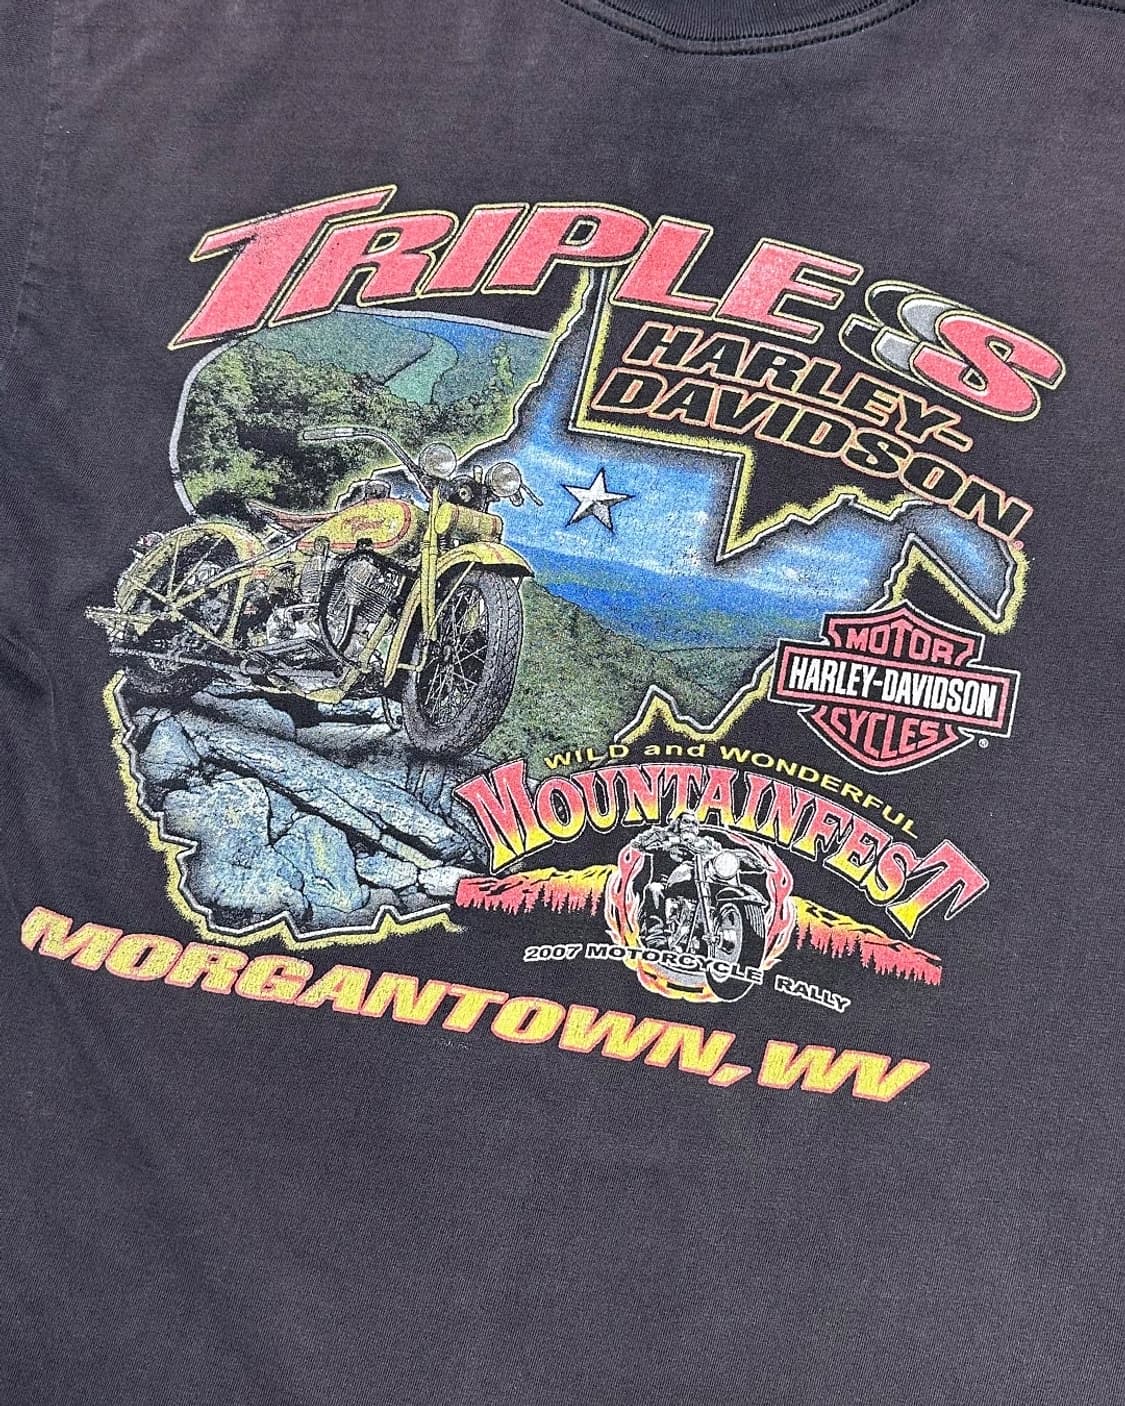 TRIPLE S
HARLEY-
DAVIDSON
MOTOR
HARLEY-DAVIDSON
CYCLES
WILD and WONDERFUL
MOUNTAINFEST
2007 MOTORCYCLE RALLY
MORGANTOWN, WV